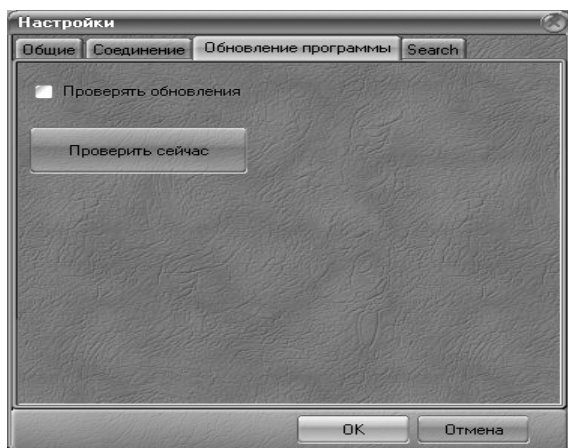 Настройки
Общие Соединение Обновление программы Search
Проверять обновления
Проверить сейчас
OK Отмена